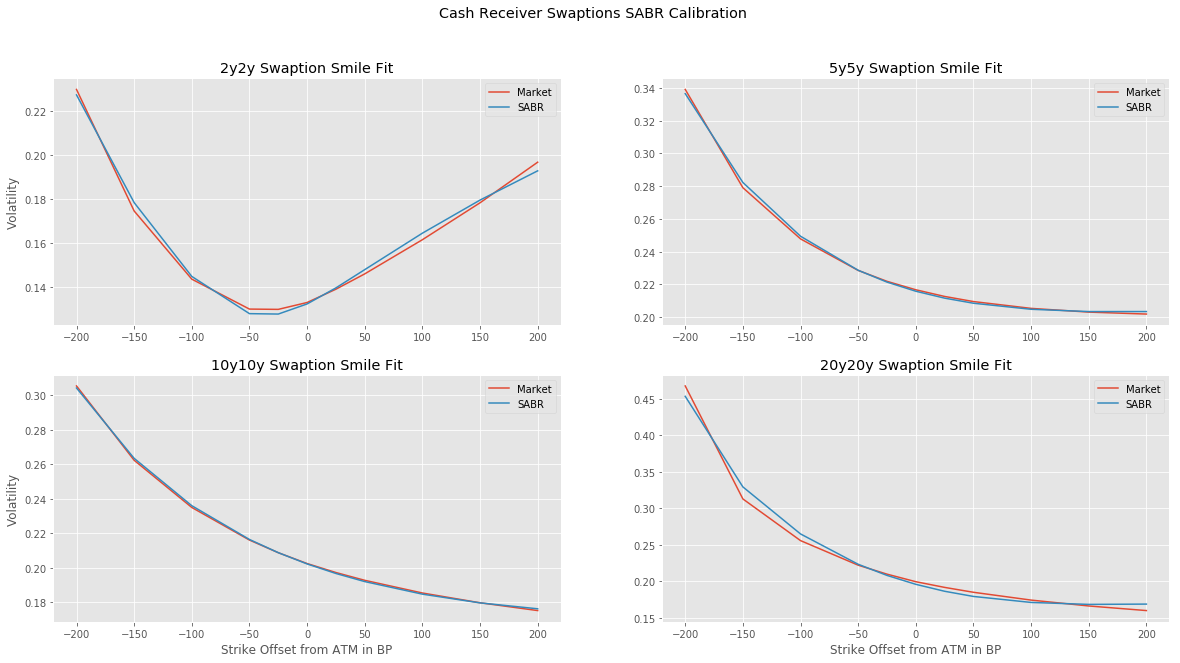 Cash Receiver Swaptions SABR Calibration
2y2y Swaption Smile Fit
Volatility
0.22
0.20
0.18
0.16
0.14
−200 −150 −100 −50 0 50 100 150 200
Market
SABR
5y5y Swaption Smile Fit
0.34
0.32
0.30
0.28
0.26
0.24
0.22
0.20
−200 −150 −100 −50 0 50 100 150 200
Market
SABR
10y10y Swaption Smile Fit
Volatility
0.30
0.28
0.26
0.24
0.22
0.20
0.18
−200 −150 −100 −50 0 50 100 150 200
Strike Offset from ATM in BP
Market
SABR
20y20y Swaption Smile Fit
0.45
0.40
0.35
0.30
0.25
0.20
0.15
−200 −150 −100 −50 0 50 100 150 200
Strike Offset from ATM in BP
Market
SABR